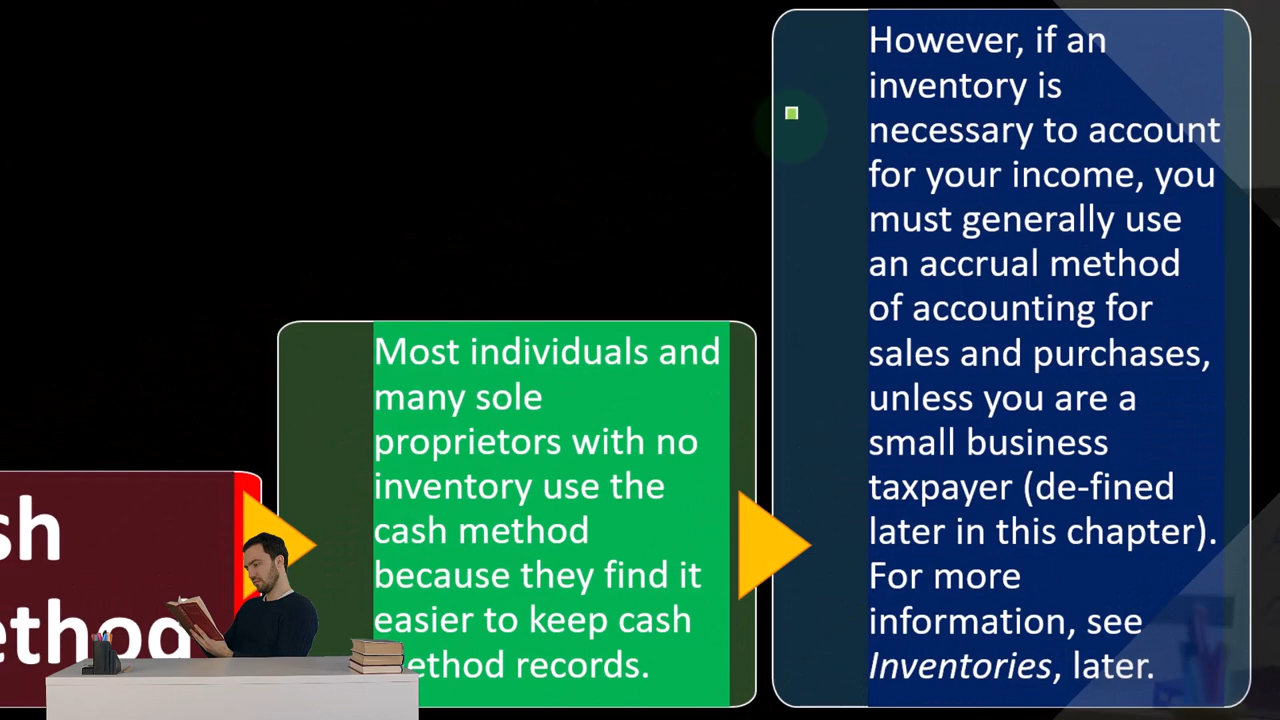 sh
ethod
Most individuals and
many sole
proprietors with no
inventory use the
cash method
because they find it
easier to keep cash
ethod records.
However, if an
inventory is
necessary to account
for your income, you
must generally use
an accrual method
of accounting for
sales and purchases,
unless you are a
small business
taxpayer (de-fined
later in this chapter).
For more
information, see
Inventories, later.